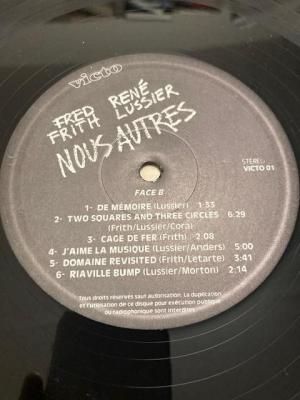 victo
FRED RENÉ
FRITH LUSSIER
NOUS AUTRES
STÉRÉO
VICTO 01
FACE B
1- DE MÉMOIRE (Lussier) 1:33
2- TWO SQUARES AND THREE CIRCLES 6:29
(Frith/Lussier/Cora)
3- CAGE DE FER (Frith) 2:08
4- J'AIME LA MUSIQUE (Lussier/Anders) 5:00
5- DOMAINE REVISITED (Frith/Letarte) 3:41
6- RIAVILLE BUMP (Lussier/Morton) 2:14
Tous droits réservés sauf autorisation. La duplication
et l'utilisation de ce disque pour exécution publique
ou radiophonique sont interdites.